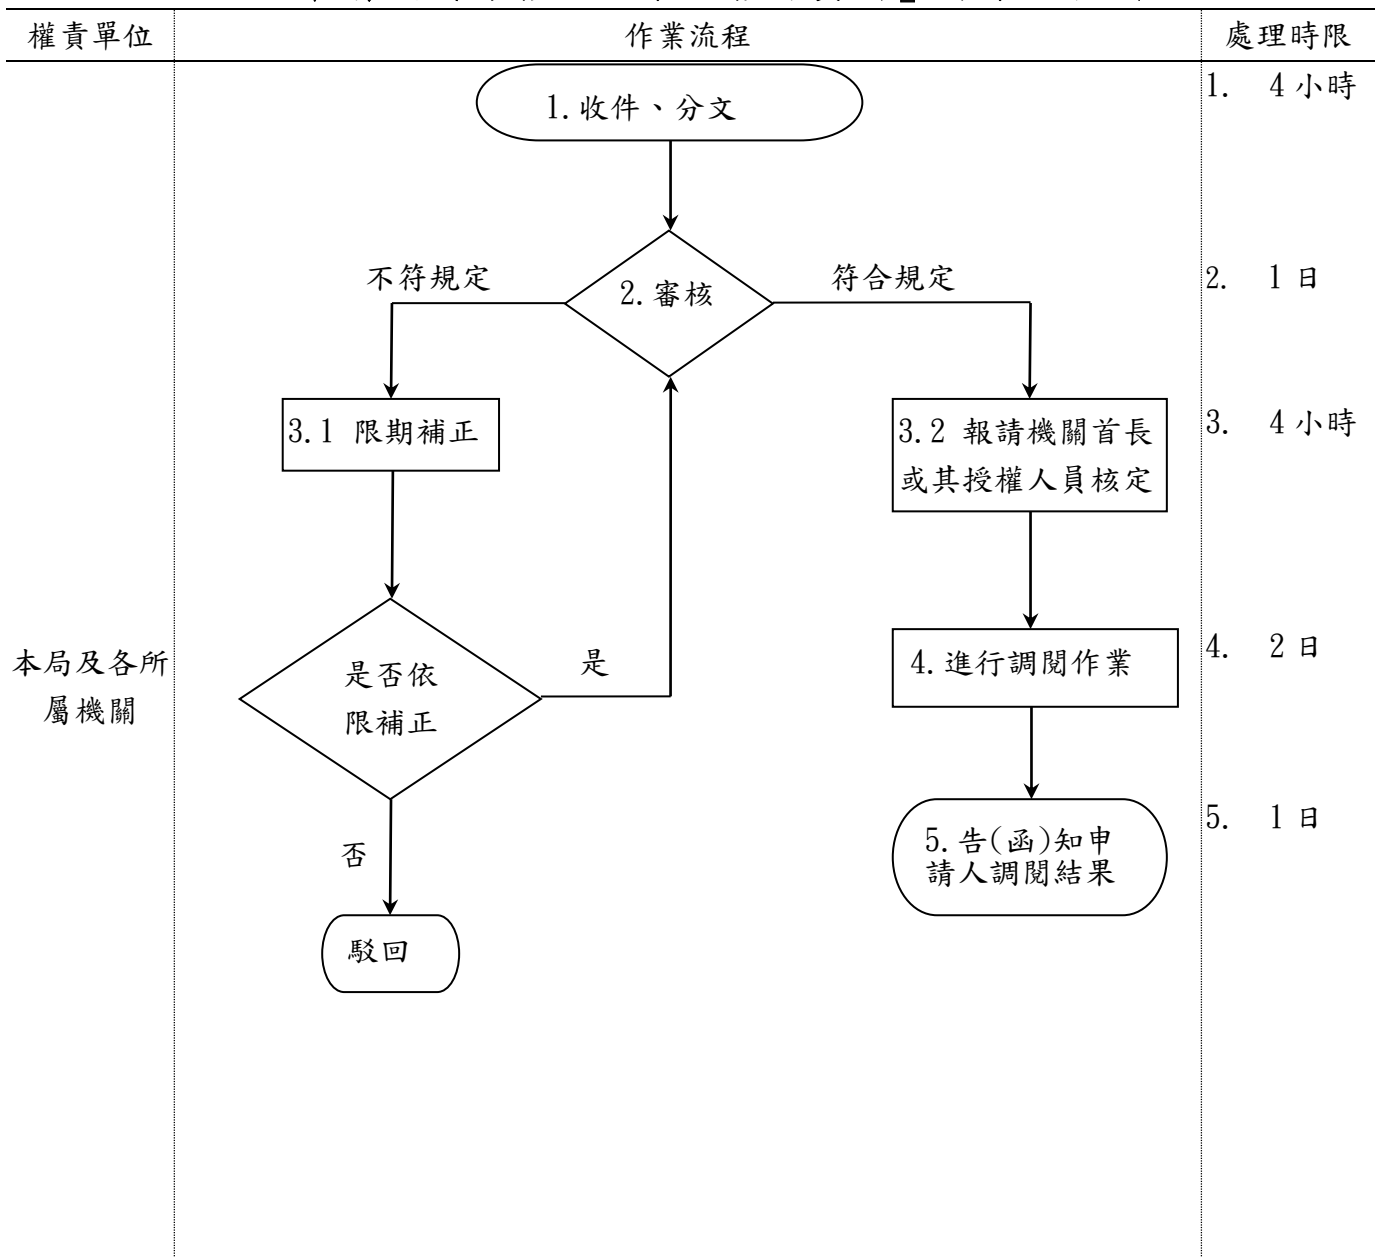 權責單位
作業流程
處理時限
1.收件、分文
1. 4小時
不符規定
2.審核
符合規定
2. 1日
3.1 限期補正
3.2 報請機關首長
或其授權人員核定
3. 4小時
本局及各所
屬機關
是否依
限補正
是
4.進行調閱作業
4. 2日
否
5.告(函)知申
請人調閱結果
5. 1日
駁回